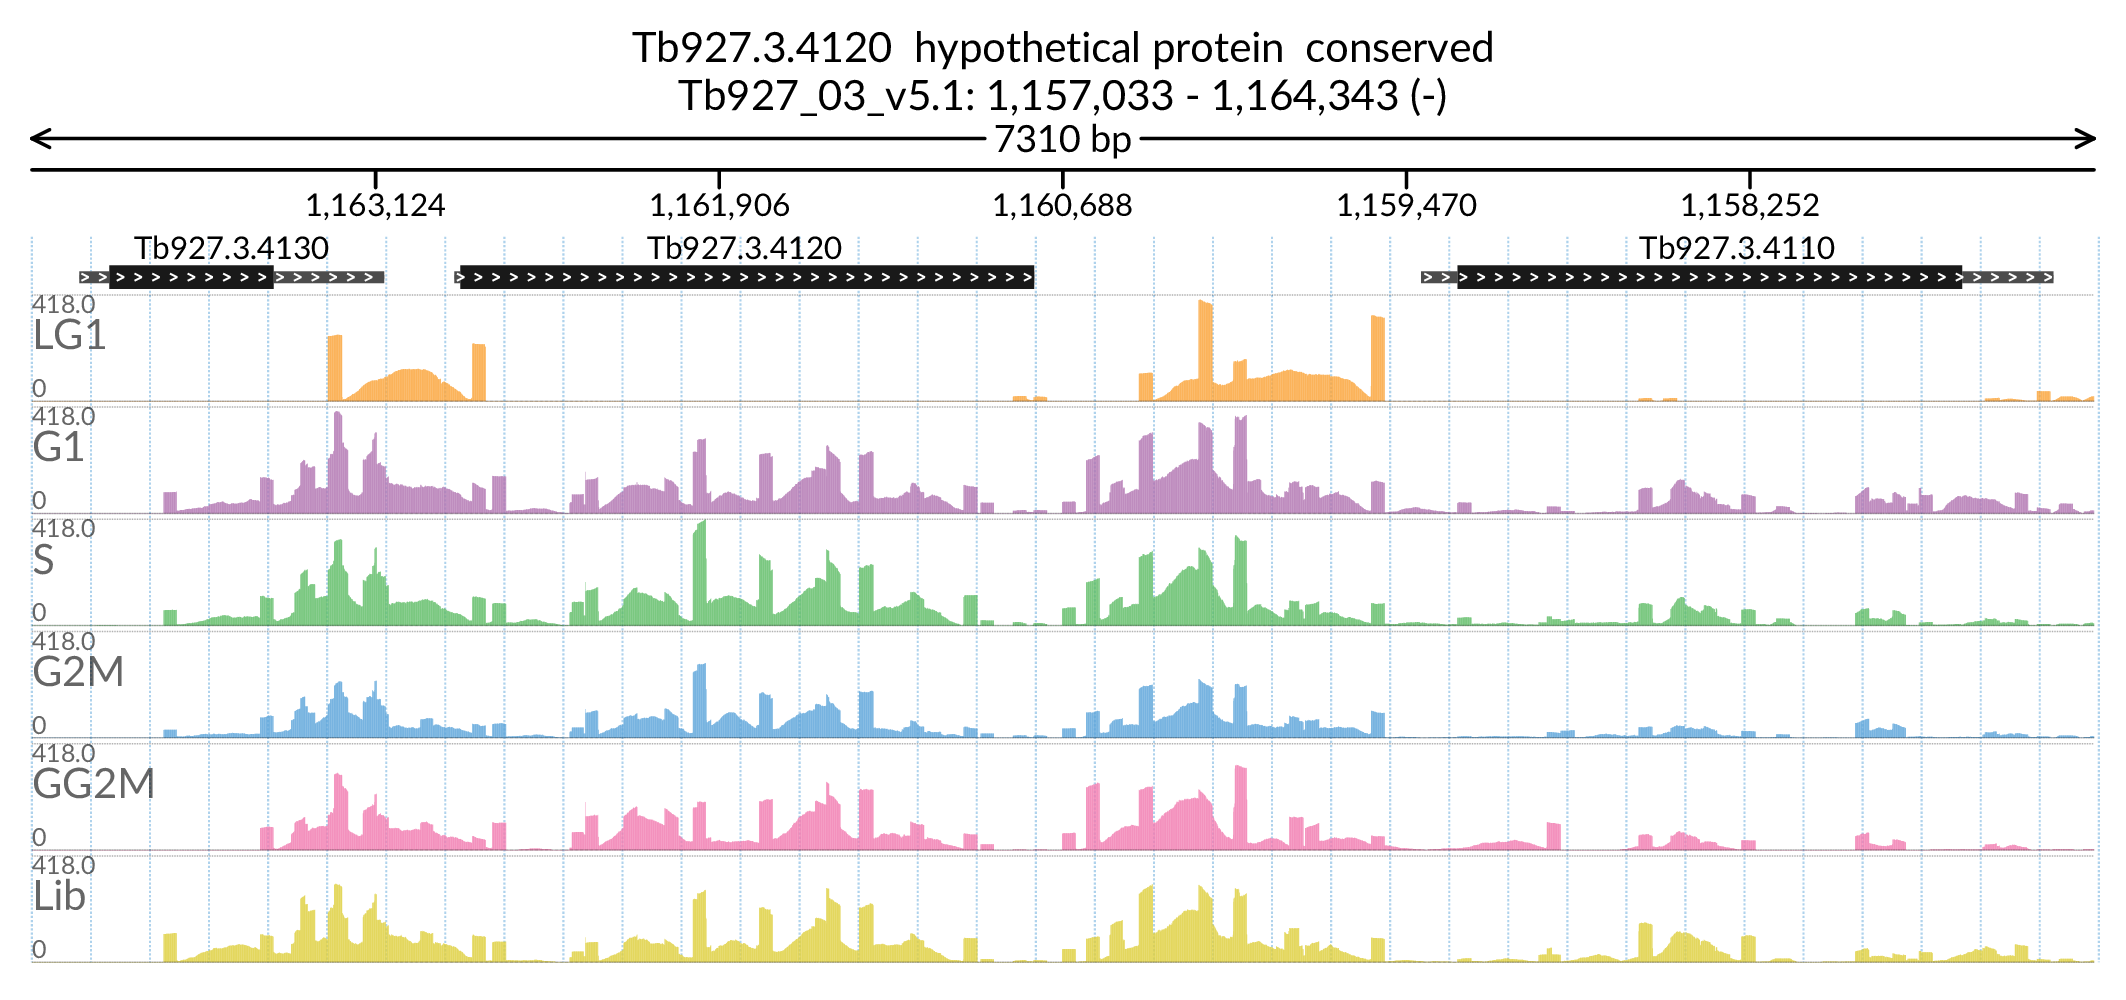 Tb927.3.4120  hypothetical protein  conserved
Tb927_03_v5.1: 1,157,033 - 1,164,343 (-)
7310 bp
1,163,124 1,161,906 1,160,688 1,159,470 1,158,252
Tb927.3.4130 Tb927.3.4120 Tb927.3.4110
418.0
LG1
0
418.0
G1
0
418.0
S
0
418.0
G2M
0
418.0
GG2M
0
418.0
Lib
0